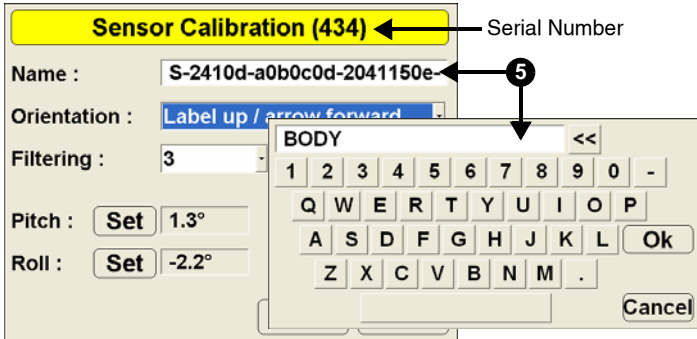 Sensor Calibration (434)
Serial Number
Name :
S-2410d-a0b0c0d-2041150e-
5
Orientation :
Label up / arrow forward
Filtering :
3
Pitch :
Set
1.3°
Roll :
Set
-2.2°
BODY
<<
1 2 3 4 5 6 7 8 9 0 -
Q W E R T Y U I O P
A S D F G H J K L Ok
Z X C V B N M .
Cancel